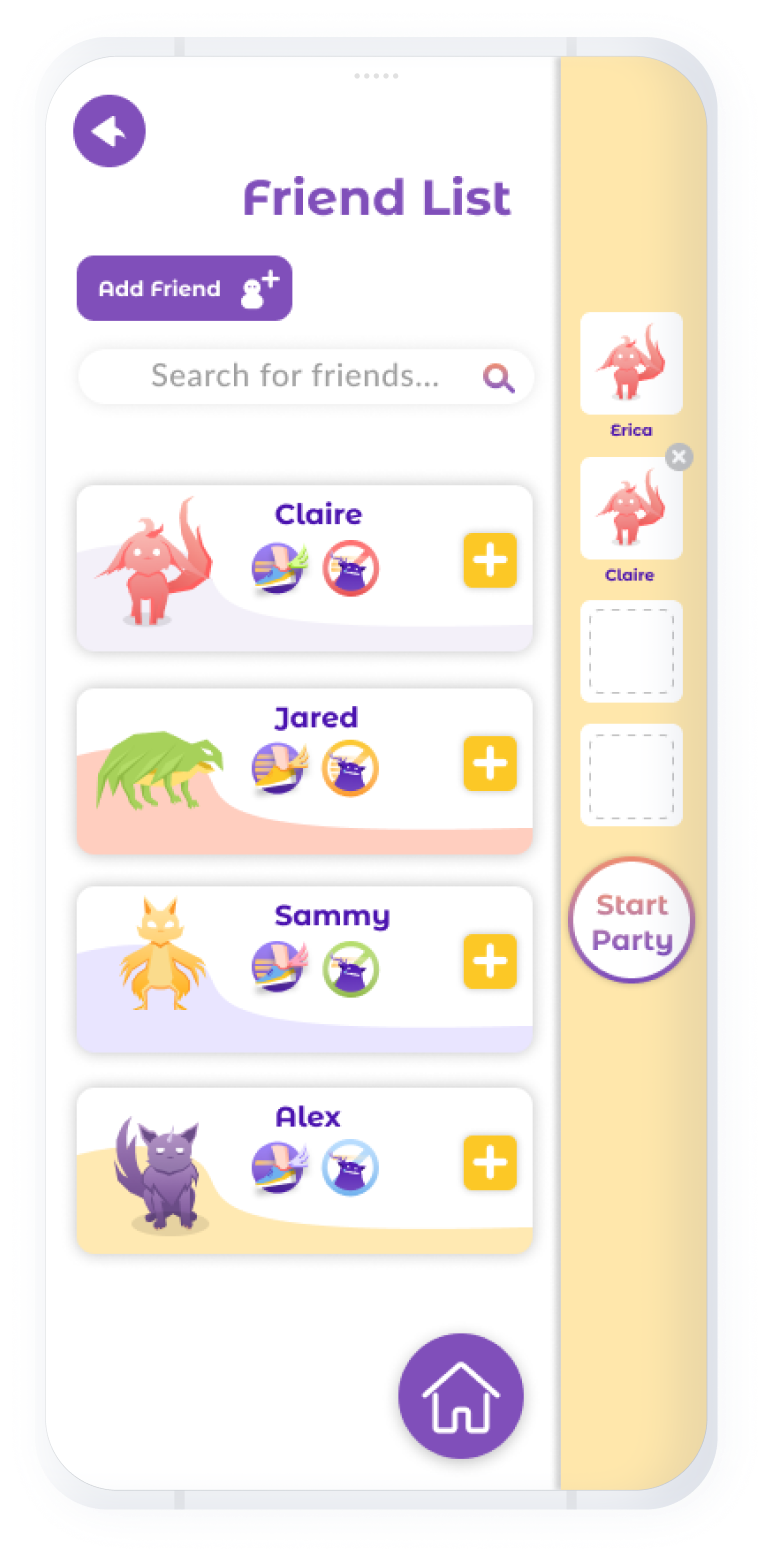 Friend List
Add Friend
Search for friends...
Claire
Jared
Sammy
Alex
Erica
Claire
Start
Party